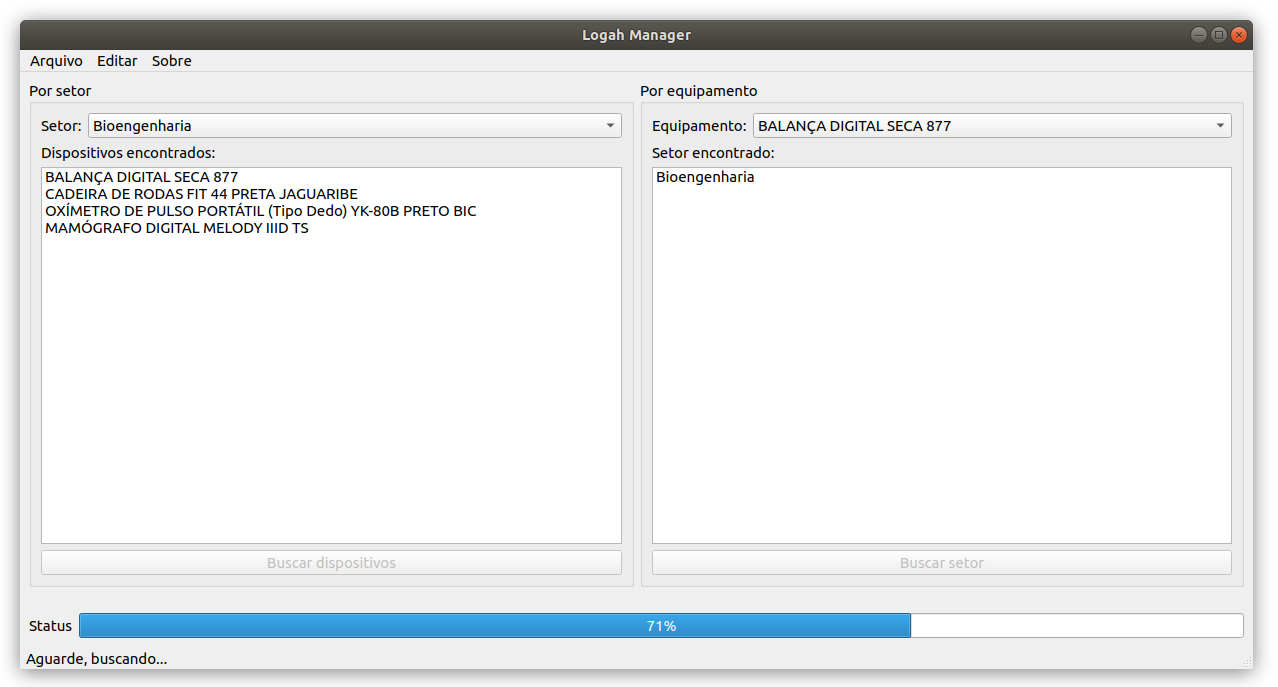 Logah Manager
Arquivo Editar Sobre
Por setor
Setor: Bioengenharia
Dispositivos encontrados:
BALANÇA DIGITAL SECA 877
CADEIRA DE RODAS FIT 44 PRETA JAGUARIBE
OXÍMETRO DE PULSO PORTÁTIL (Tipo Dedo) YK-80B PRETO BIC
MAMÓGRAFO DIGITAL MELODY IIID TS
Buscar dispositivos
Por equipamento
Equipamento: BALANÇA DIGITAL SECA 877
Setor encontrado:
Bioengenharia
Buscar setor
Status 71%
Aguarde, buscando...